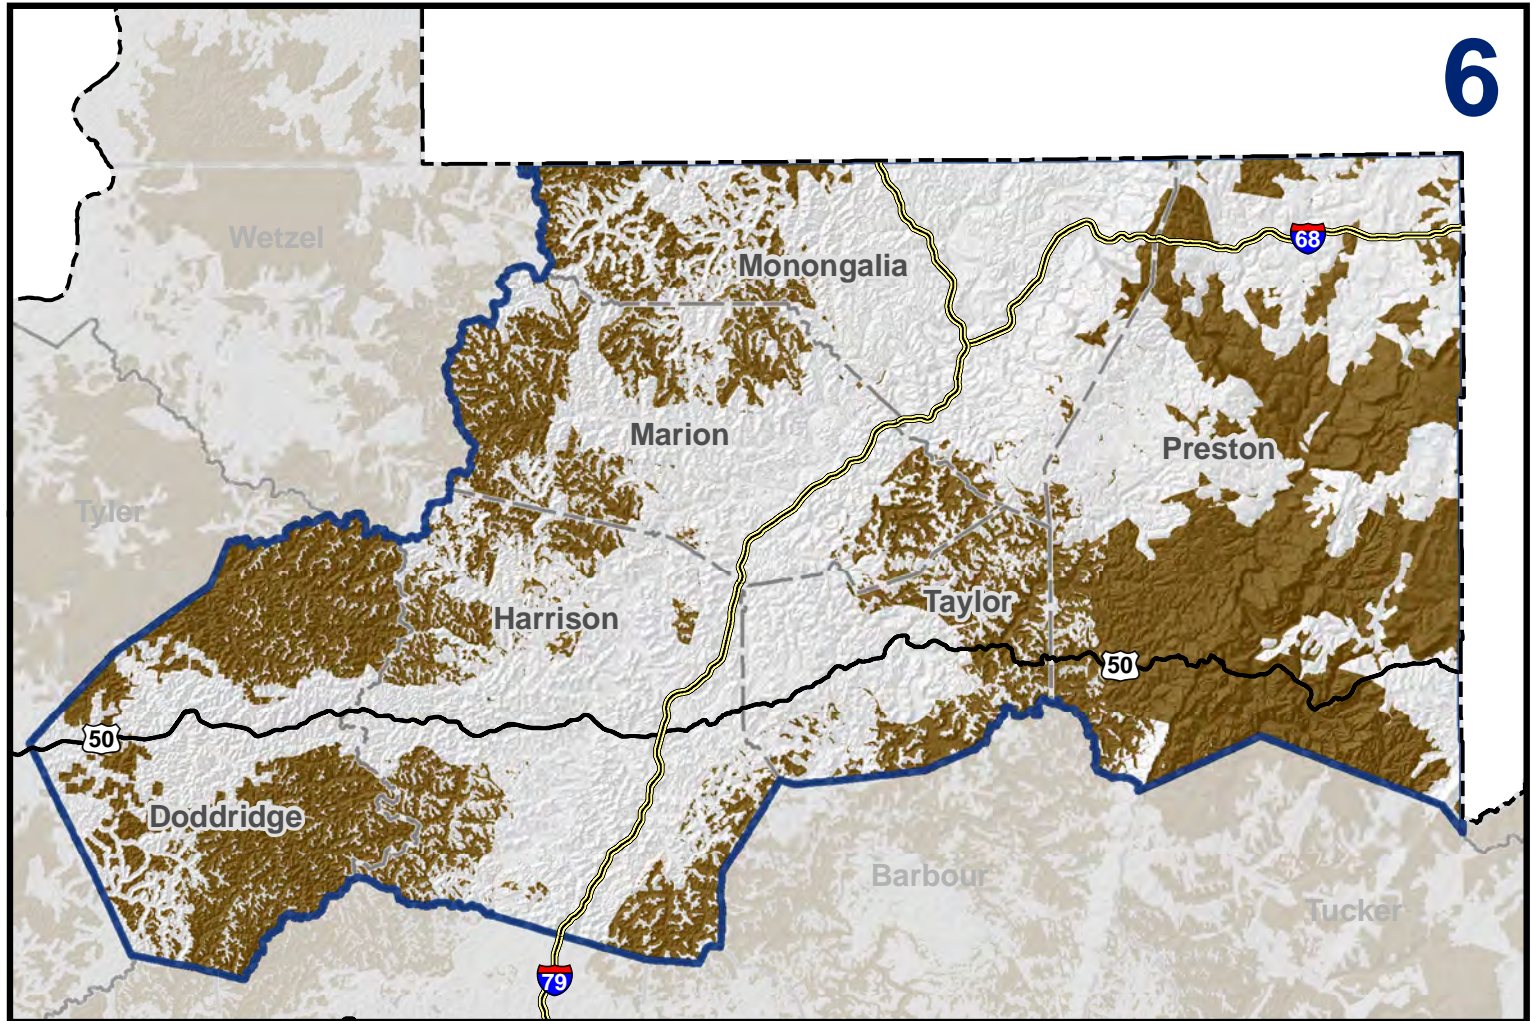 6
Wetzel
68
Monongalia
Marion
Preston
Tyler
Taylor
Harrison
50
50
Doddridge
Barbour
Tucker
79